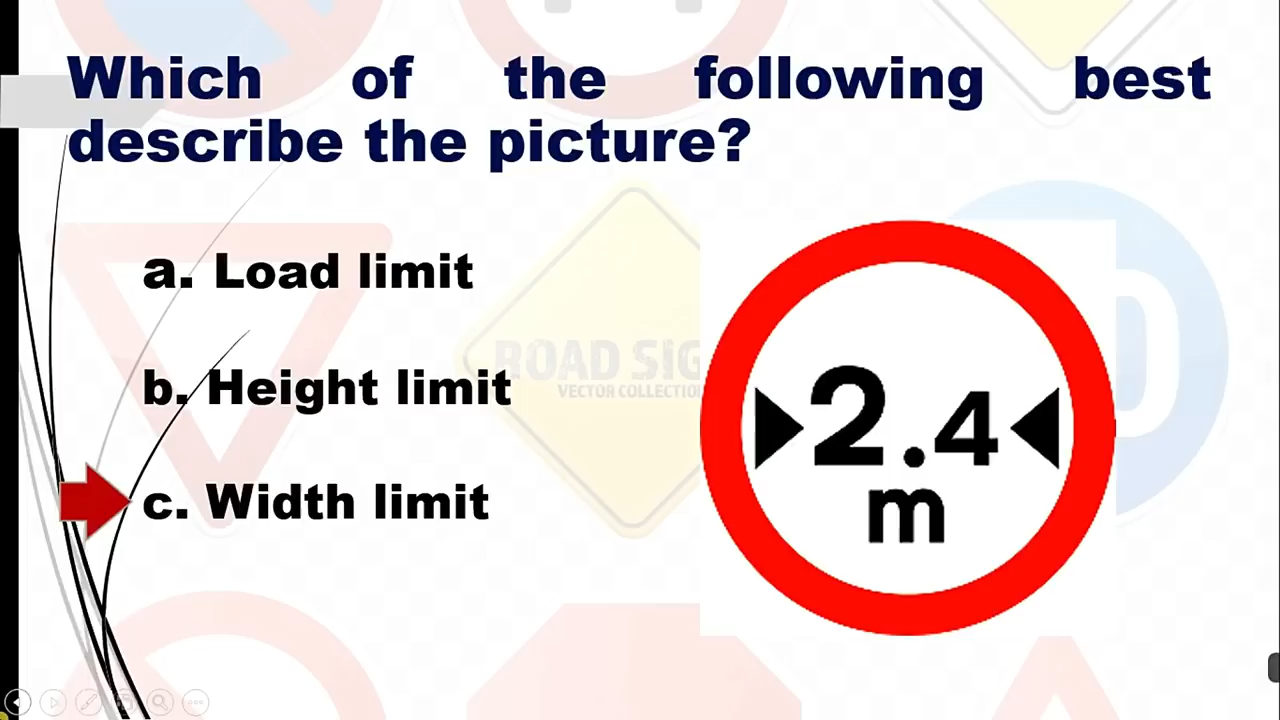 Which of the following best
describe the picture?
a. Load limit
b. Height limit
c. Width limit
2.4
m
ROAD SIG
VECTOR COLLECTION